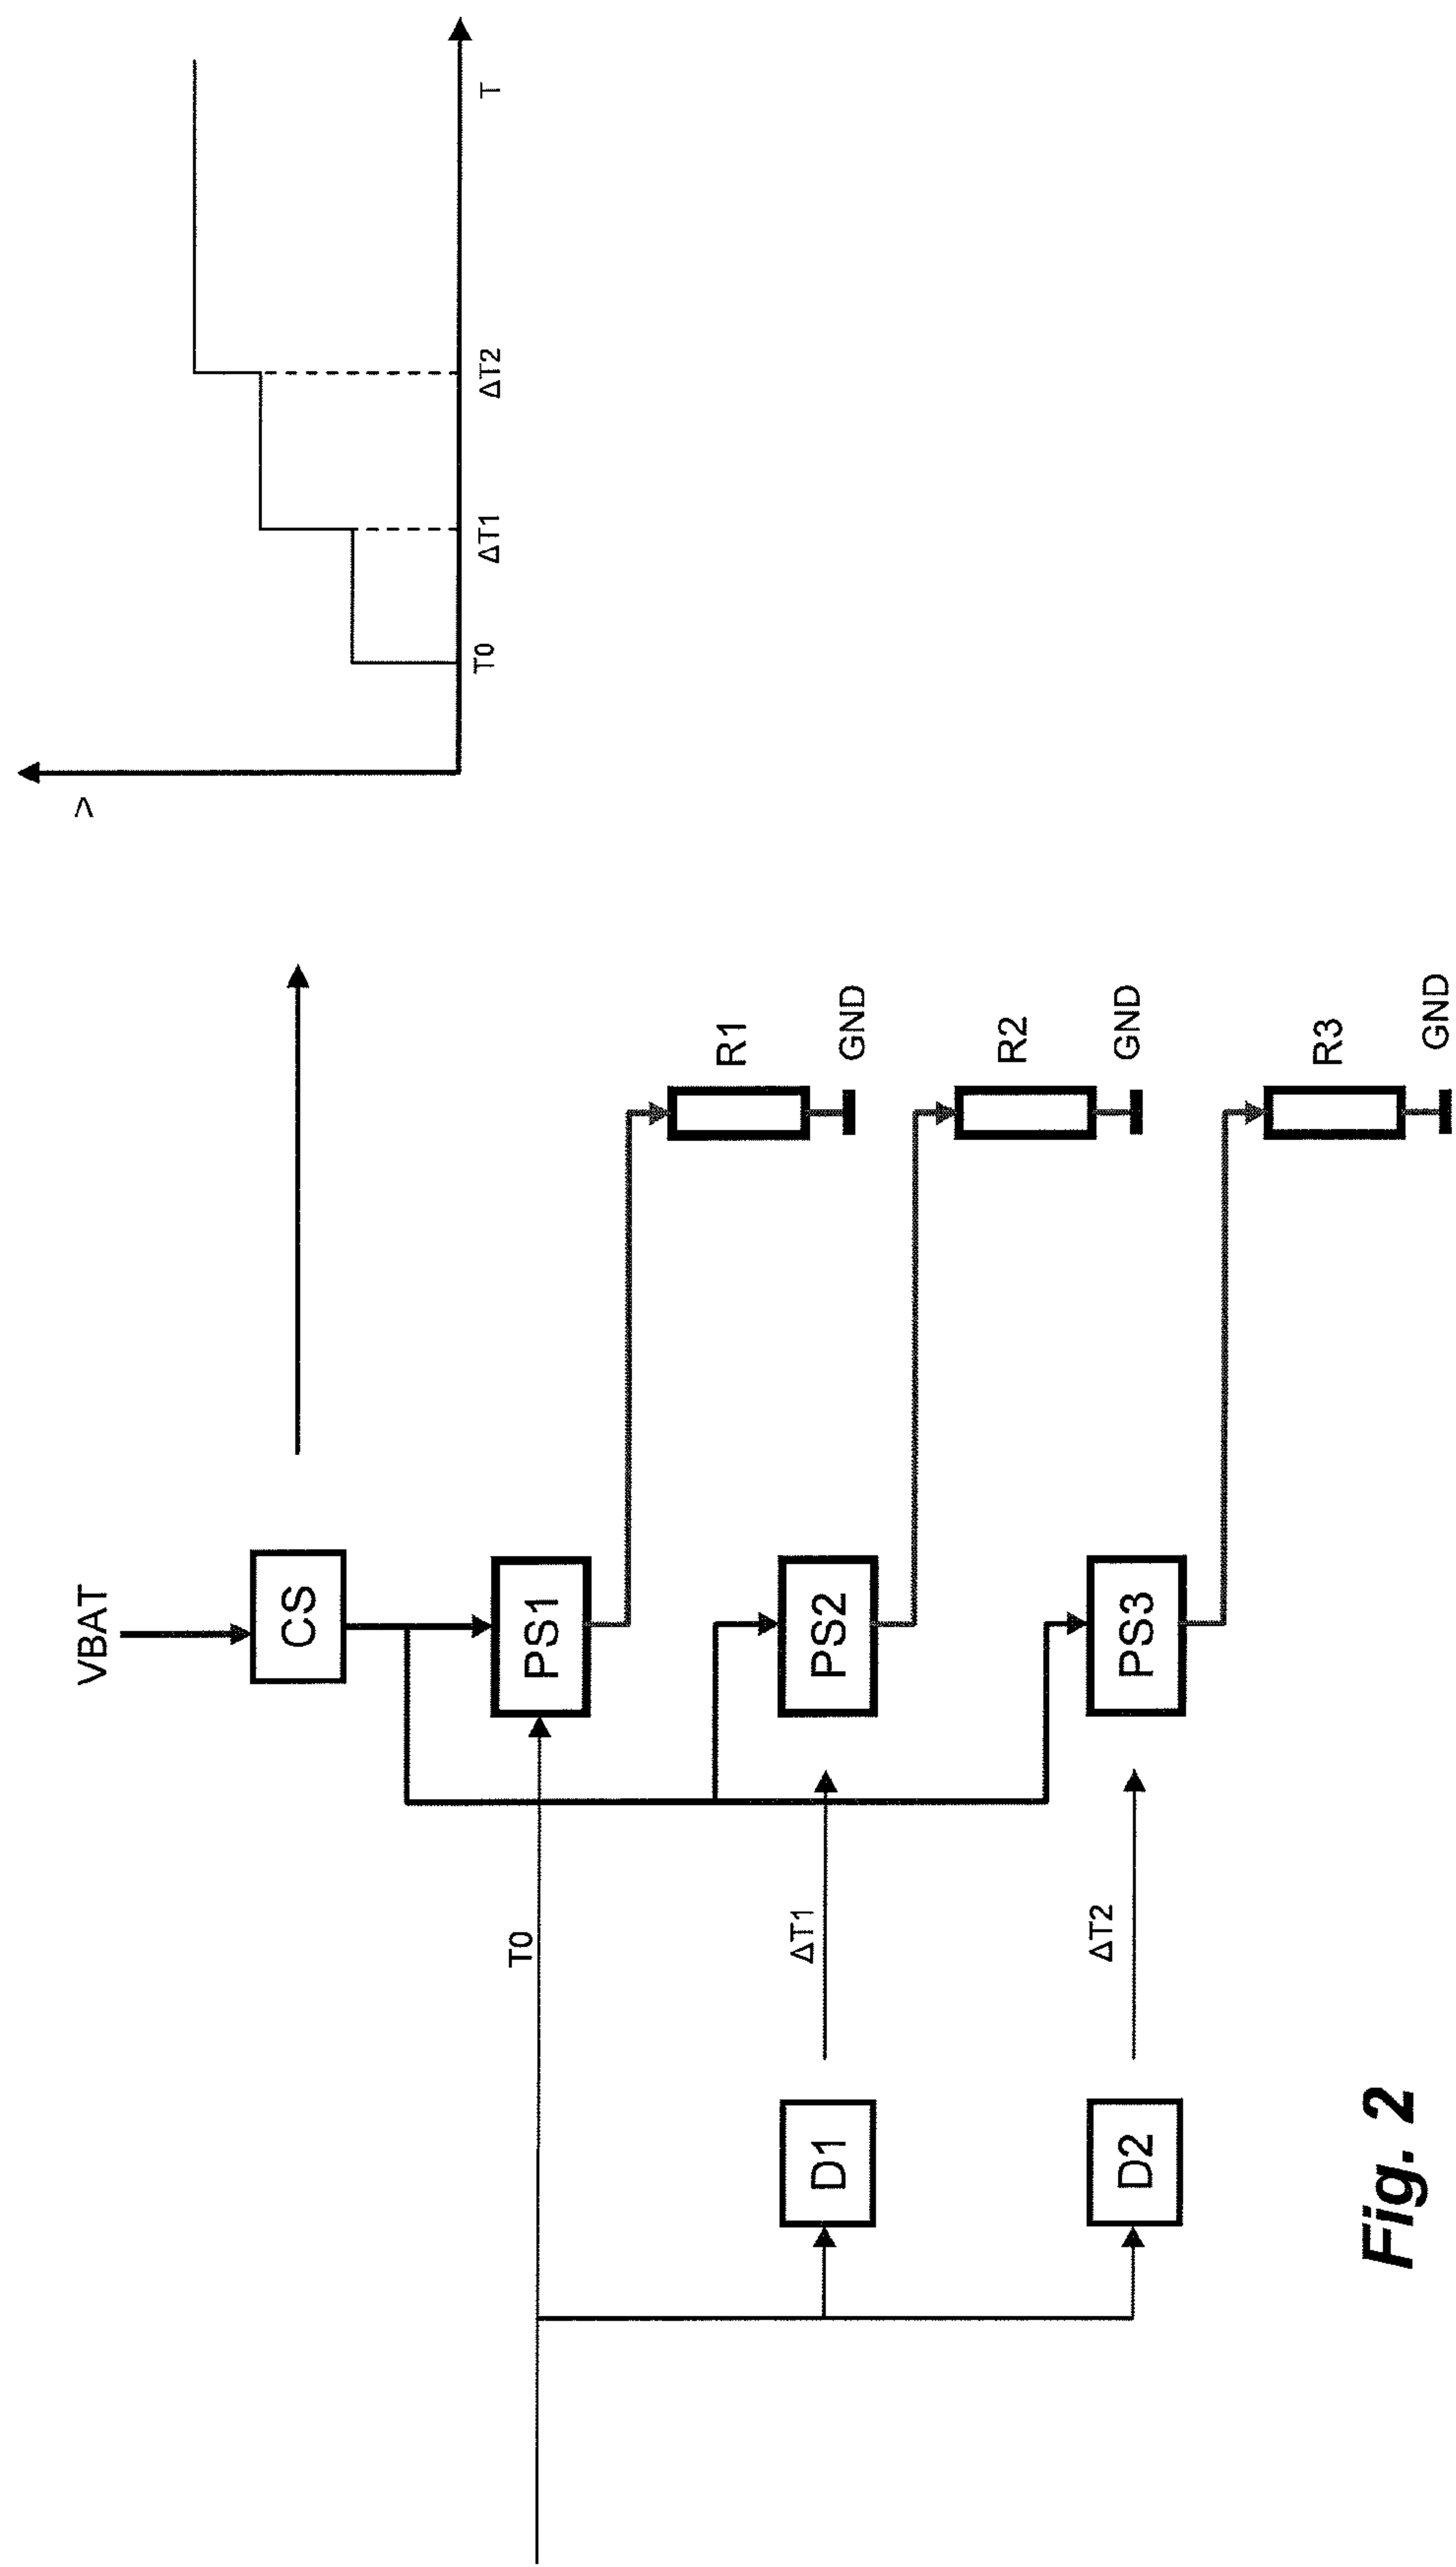 VBAT
V
CS
T0
ΔT1
ΔT2
T
T0
PS1
R1
GND
D1
ΔT1
PS2
R2
GND
D2
ΔT2
PS3
R3
GND
Fig. 2